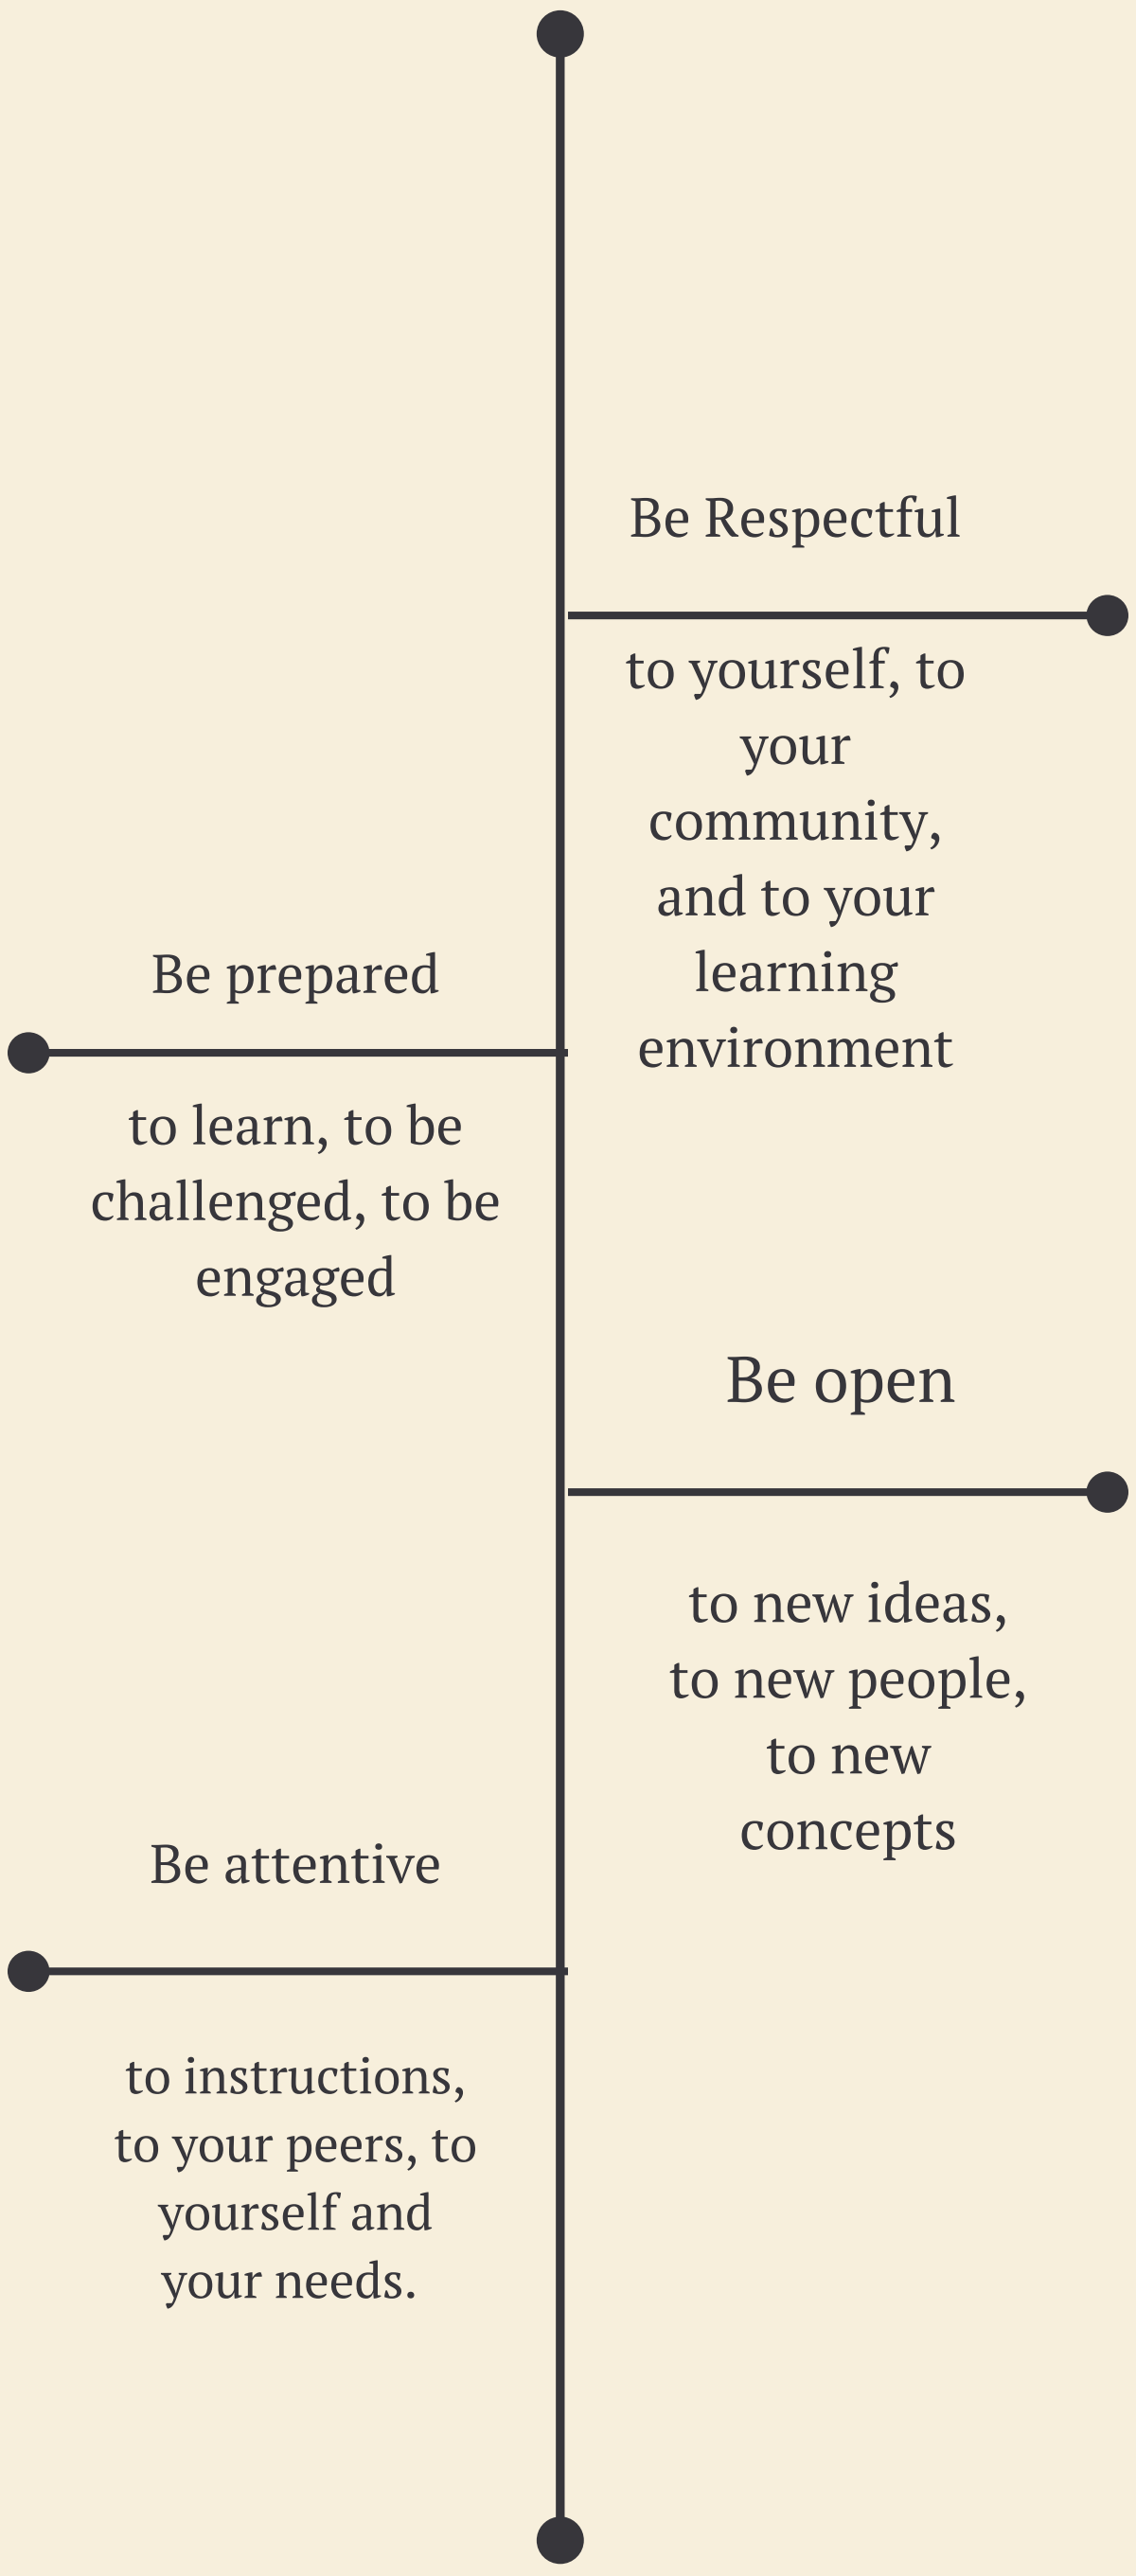 Be Respectful
to yourself, to
your
community,
and to your
learning
environment
Be prepared
to learn, to be
challenged, to be
engaged
Be open
to new ideas,
to new people,
to new
concepts
Be attentive
to instructions,
to your peers, to
yourself and
your needs.